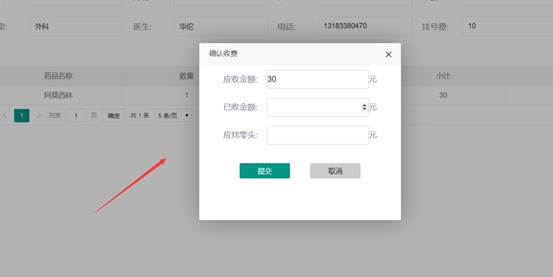 室: 外科 医生: 华佗 电话: 13183380470 挂号费: 10
确认收费
药品名称 数量 小计
应收金额: 30 元
阿莫西林 1 30
已收金额: 元
1 到第 1 页 确定 共 1 条 5 条/页
应找零头: 元
提交 取消